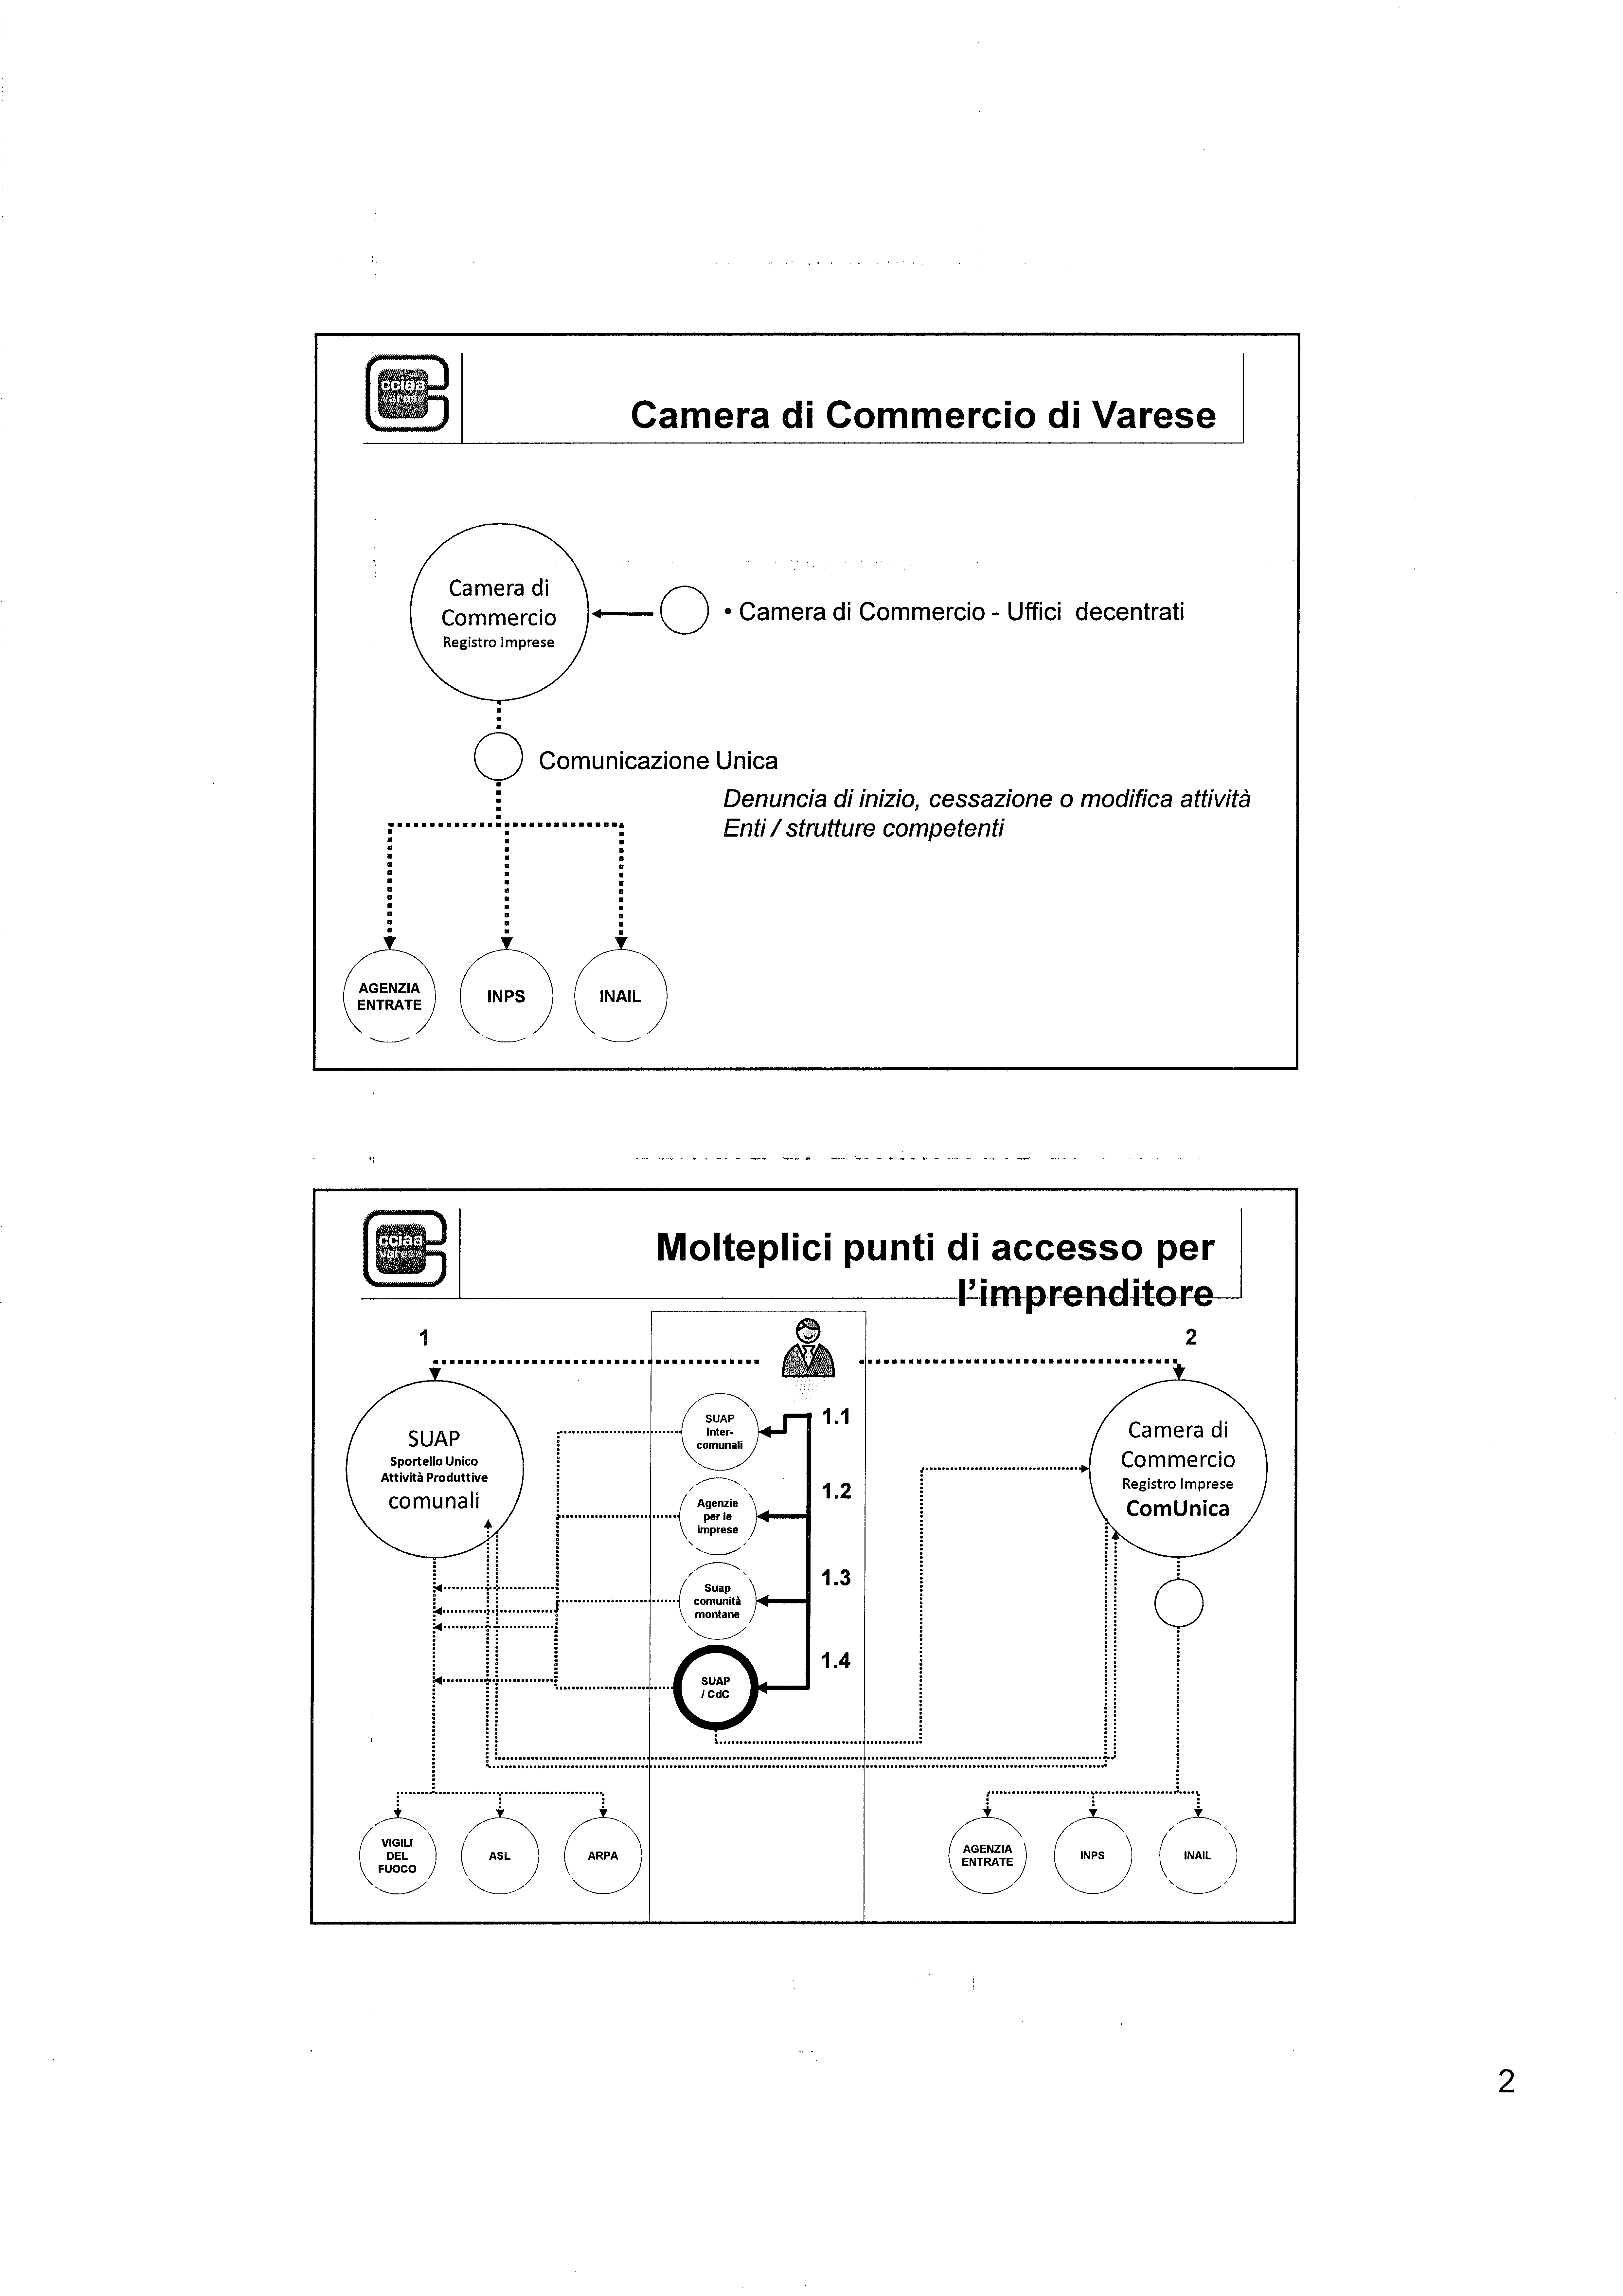 cciaa
varese
Camera di Commercio di Varese
Camera di
Commercio
Registro Imprese
• Camera di Commercio - Uffici decentrati
Comunicazione Unica
Denuncia di inizio, cessazione o modifica attività
Enti / strutture competenti
AGENZIA
ENTRATE
INPS
INAIL
cciaa
varese
Molteplici punti di accesso per
l'imprenditore
1
2
SUAP
Sportello Unico
Attività Produttive
comunali
SUAP
Inter-
comunali
1.1
Agenzie
per le
imprese
1.2
Suap
comunità
montane
1.3
SUAP
/ CdC
1.4
Camera di
Commercio
Registro Imprese
ComUnica
VIGILI
DEL
FUOCO
ASL
ARPA
AGENZIA
ENTRATE
INPS
INAIL
2